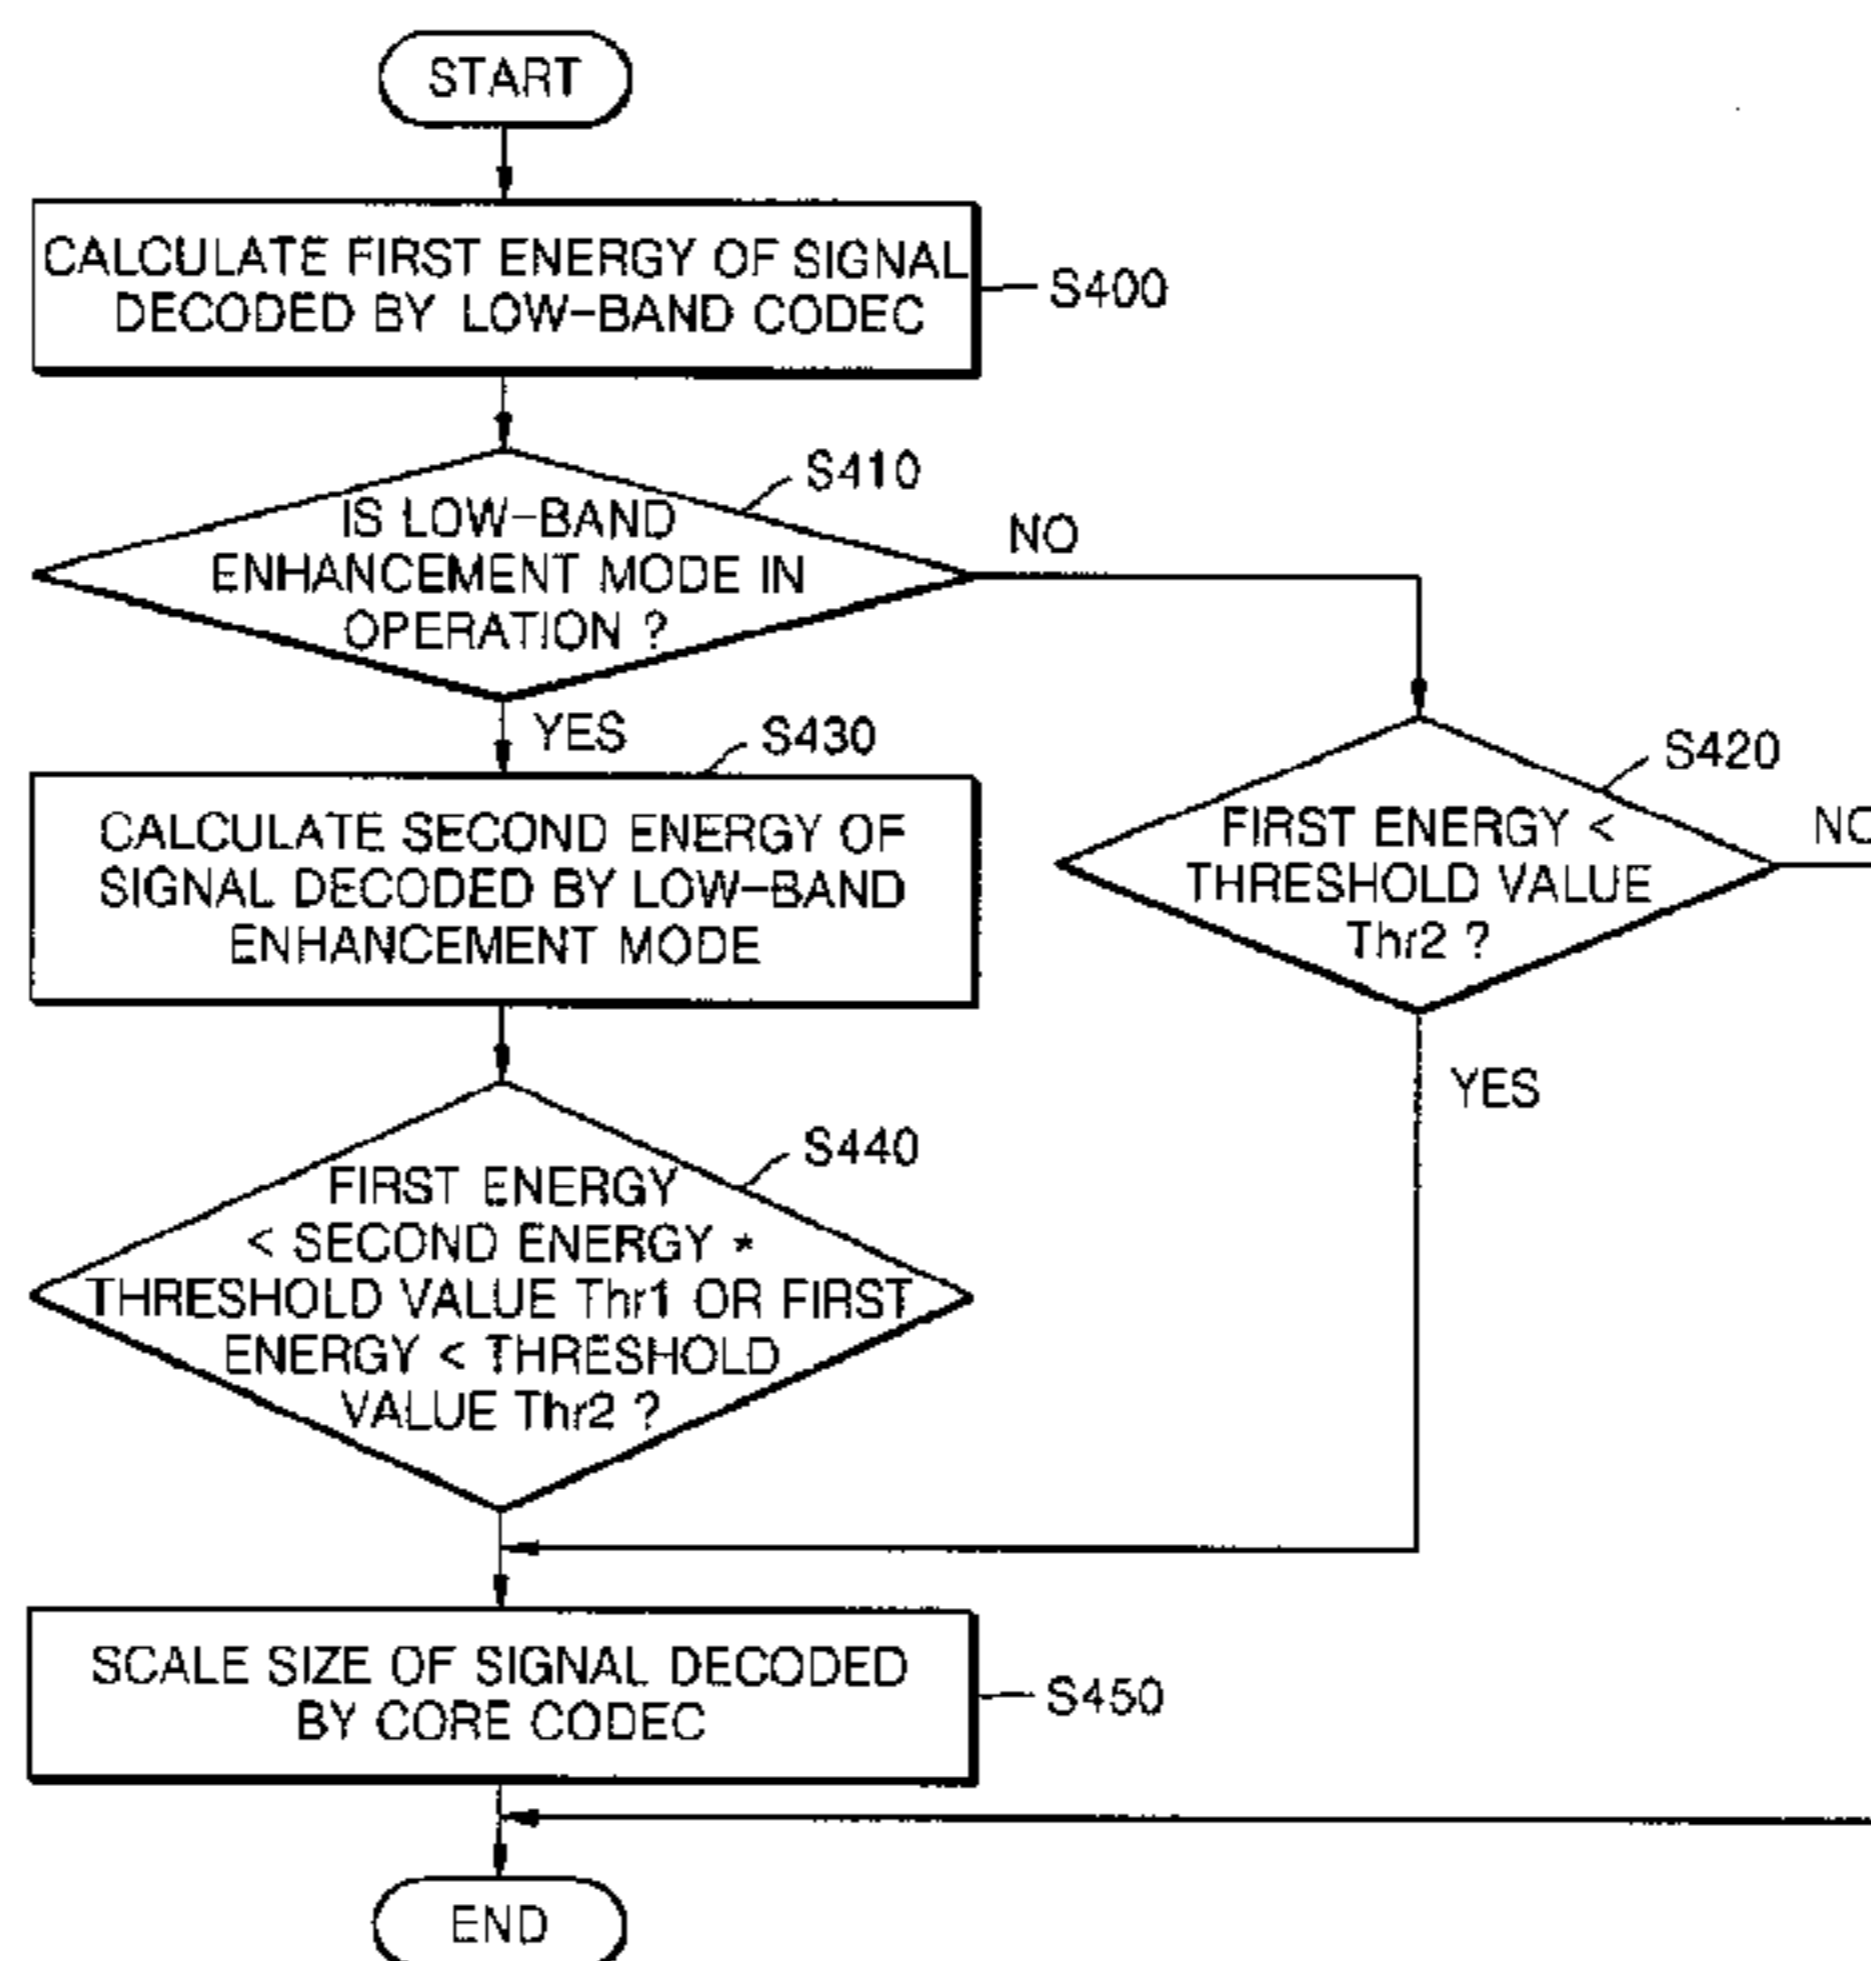 START
CALCULATE FIRST ENERGY OF SIGNAL
DECODED BY LOW-BAND CODEC
S400
S410
IS LOW-BAND
ENHANCEMENT MODE IN
OPERATION ?
NO
YES
S430
CALCULATE SECOND ENERGY OF
SIGNAL DECODED BY LOW-BAND
ENHANCEMENT MODE
S420
FIRST ENERGY <
THRESHOLD VALUE
Thr2 ?
NO
YES
S440
FIRST ENERGY
< SECOND ENERGY *
THRESHOLD VALUE Thr1 OR FIRST
ENERGY < THRESHOLD
VALUE Thr2 ?
SCALE SIZE OF SIGNAL DECODED
BY CORE CODEC
S450
END